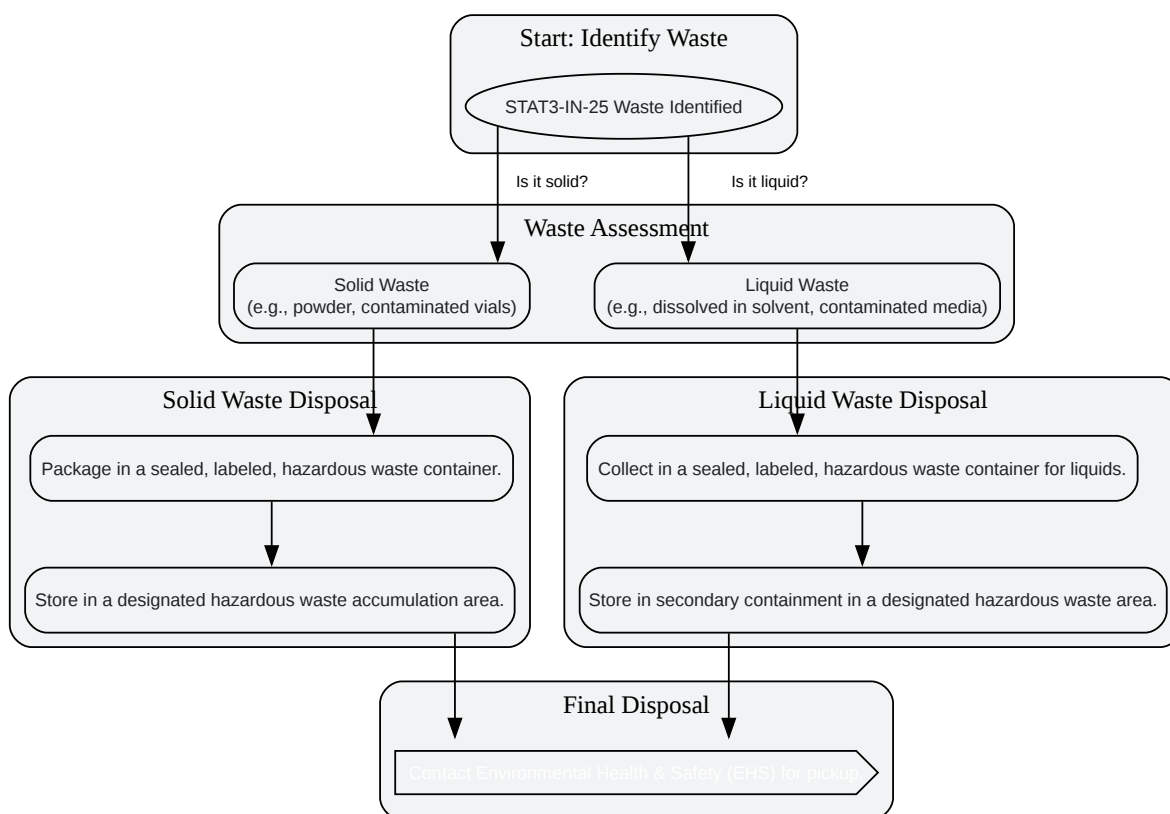 Start: Identify Waste
STAT3-IN-25 Waste Identified
Is it solid?
Is it liquid?
Waste Assessment
Solid Waste
(e.g., powder, contaminated vials)
Liquid Waste
(e.g., dissolved in solvent, contaminated media)
Solid Waste Disposal
Package in a sealed, labeled, hazardous waste container.
Store in a designated hazardous waste accumulation area.
Liquid Waste Disposal
Collect in a sealed, labeled, hazardous waste container for liquids.
Store in secondary containment in a designated hazardous waste area.
Final Disposal
Contact Environmental Health & Safety (EHS) for pickup.